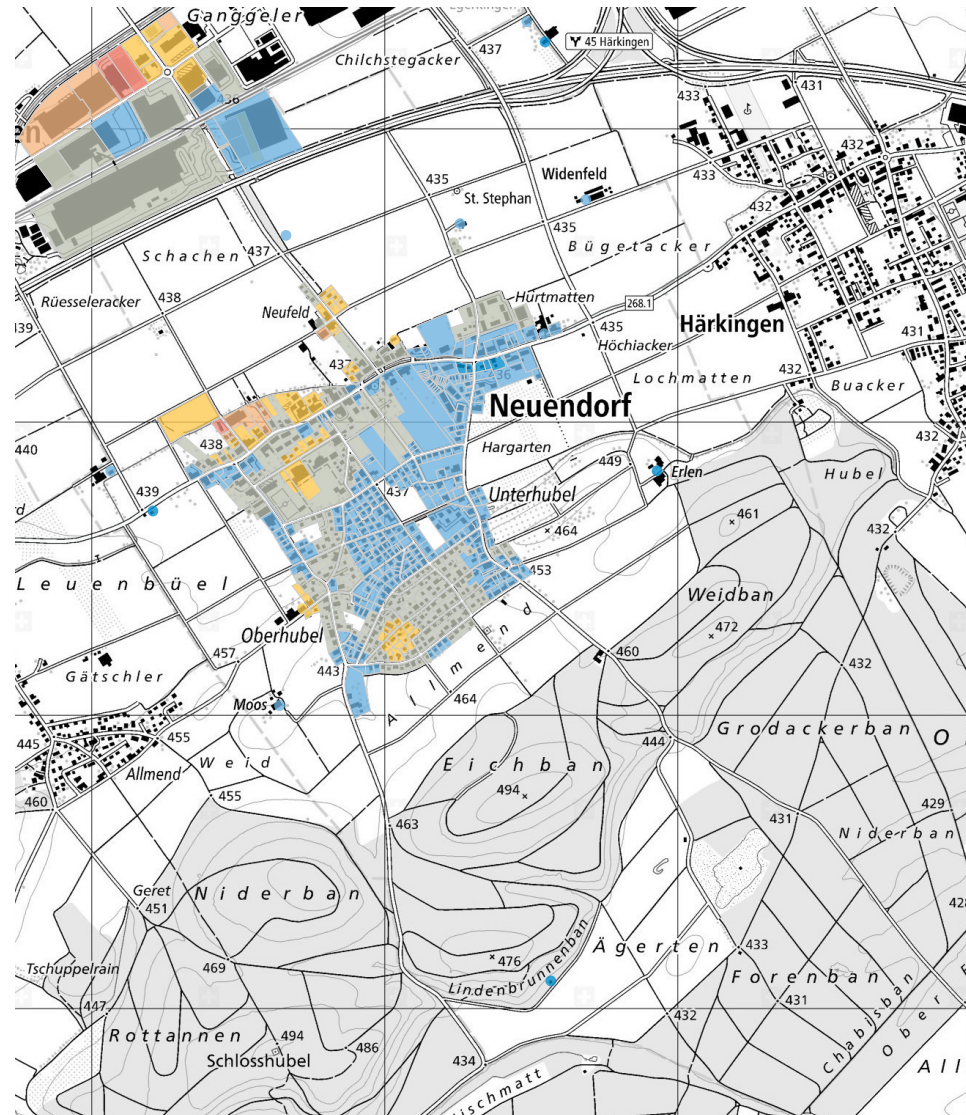 Ganggeler
Egerkingen
45 Härkingen
437
Chilchstegacker
431
433
436
en
432
Widenfeld
435
433
St. Stephan
432
435
Bügetacker
Schachen
437
Rüesseleracker
438
Neufeld
Hürtmatten
268.1
439
Härkingen
435
431
Höchiacker
437
436
432
Lochmatten
Buacker
Neuendorf
438
440
Hargarten
432
449
Erlen
Hubel
439
437
Unterhubel
461
464
432
453
Leuenbüel
Weidban
Oberhubel
472
457
460
432
Gätschler
443
Allmend
464
Moos
445
455
444
Grodackerban
O
Weid
Eichban
Allmend
460
455
494
429
463
431
Niderban
Geret
Niderban
428
451
Lindenbrunnenban
Ägerten
476
433
Tschuppelrain
469
Forenban
447
431
432
Chabisban
Ober
Rottannen
494
486
Schlosshubel
434
All